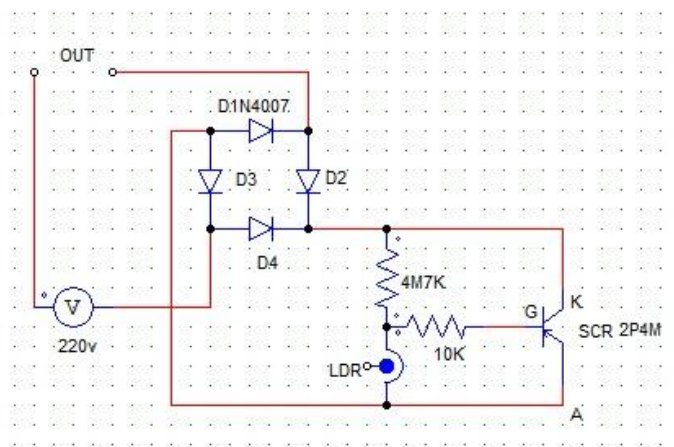 OUT
D1N4007
D3
D2
D4
V
220v
4M7K
G
K
SCR 2P4M
10K
LDR
A